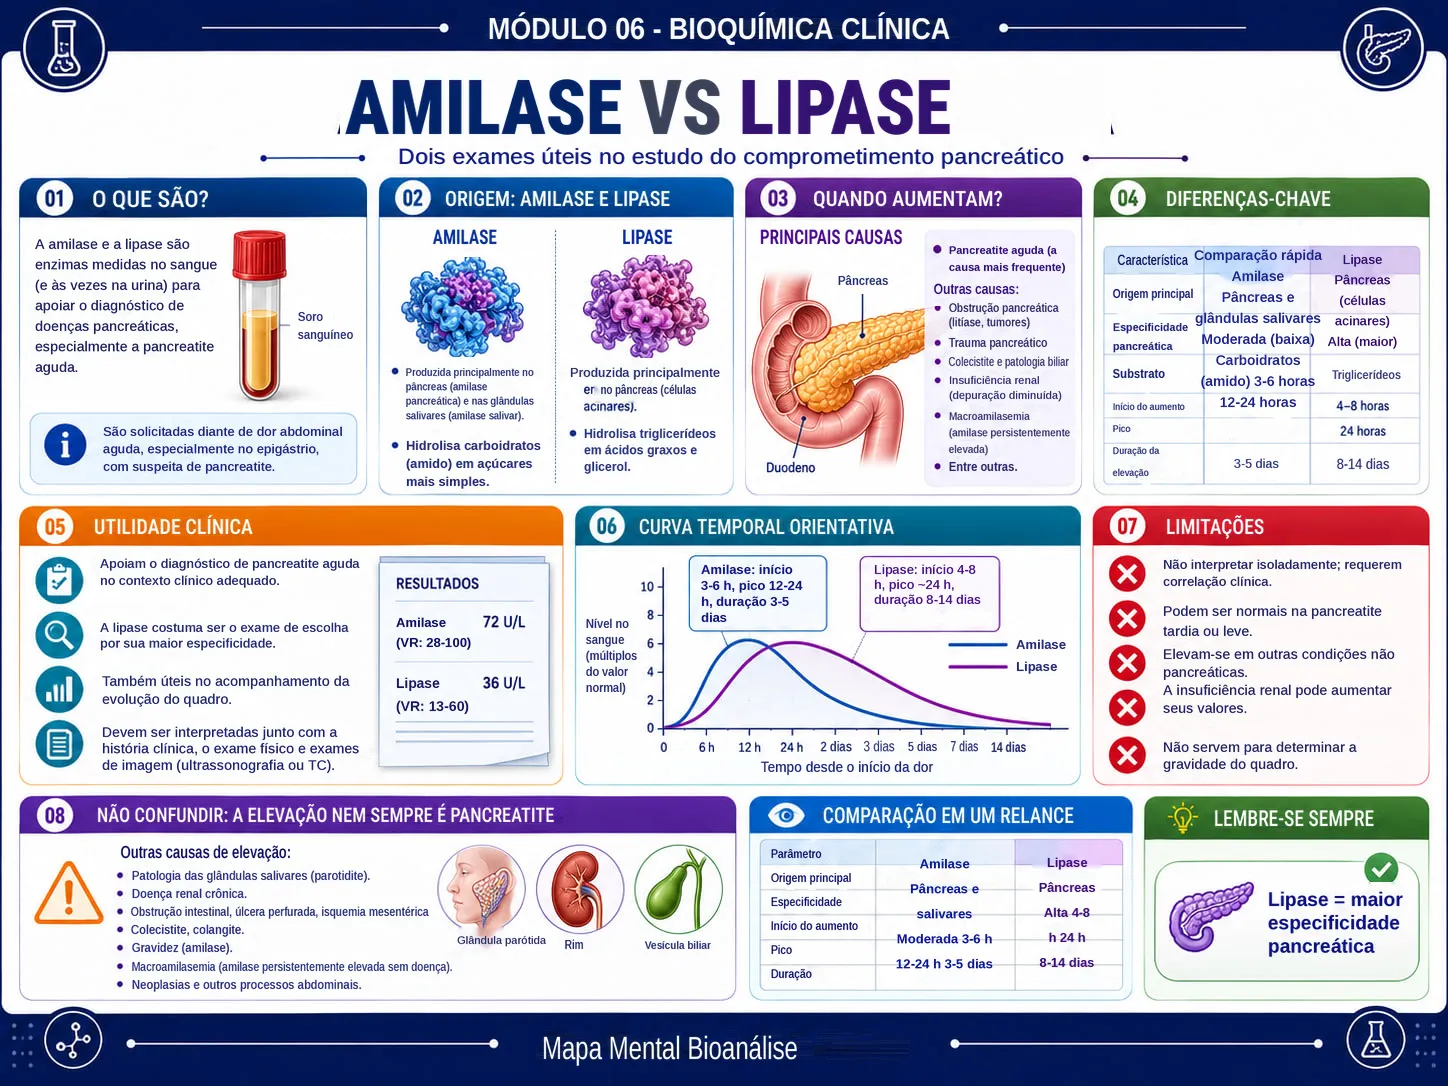 MÓDULO 06 - BIOQUÍMICA CLÍNICA
AMILASE VS LIPASE
Dois exames úteis no estudo do comprometimento pancreático
01 O QUE SÃO?
A amilase e a lipase são
enzimas medidas no sangue
(e às vezes na urina) para
apoiar o diagnóstico de
doenças pancreáticas,
especialmente a pancreatite
aguda.
Soro
sanguíneo
São solicitadas diante de dor abdominal
aguda, especialmente no epigástrio,
com suspeita de pancreatite.
02 ORIGEM: AMILASE E LIPASE
AMILASE
Produzida principalmente no
pâncreas (amilase
pancreática) e nas glândulas
salivares (amilase salivar).
Hidrolisa carboidratos
(amido) em açúcares
mais simples.
LIPASE
Produzida principalmente
no pâncreas (células
acinares).
Hidrolisa triglicerídeos
em ácidos graxos e
glicerol.
03 QUANDO AUMENTAM?
PRINCIPAIS CAUSAS
Pâncreas
Duodeno
Pancreatite aguda (a
causa mais frequente)
Outras causas:
Obstrução pancreática
(litíase, tumores)
Trauma pancreático
Colecistite e patologia biliar
Insuficiência renal
(depuração diminuída)
Macroamilasemia
(amilase persistentemente
elevada)
Entre outras.
04 DIFERENÇAS-CHAVE
Característica
Origem principal
Especificidade
pancreática
Substrato
Início do aumento
Pico
Duração da
elevação
Comparação rápida
Amilase
Pâncreas e
glândulas salivares
Moderada (baixa)
Carboidratos
(amido) 3-6 horas
12-24 horas
3-5 dias
Lipase
Pâncreas
(células
acinares)
Alta (maior)
Triglicerídeos
4–8 horas
24 horas
8-14 dias
05 UTILIDADE CLÍNICA
Apoiam o diagnóstico de pancreatite aguda
no contexto clínico adequado.
A lipase costuma ser o exame de escolha
por sua maior especificidade.
Também úteis no acompanhamento da
evolução do quadro.
Devem ser interpretadas junto com a
história clínica, o exame físico e exames
de imagem (ultrassonografia ou TC).
RESULTADOS
Amilase 72 U/L
(VR: 28-100)
Lipase 36 U/L
(VR: 13-60)
06 CURVA TEMPORAL ORIENTATIVA
Nível no
sangue
(múltiplos
do valor
normal)
10
8
6
4
2
0
Amilase: início
3-6 h, pico 12-24
h, duração 3-5
dias
Lipase: início 4-8
h, pico ~24 h,
duração 8-14 dias
Amilase
Lipase
0 6 h 12 h 24 h 2 dias 3 dias 5 dias 7 dias 14 dias
Tempo desde o início da dor
07 LIMITAÇÕES
Não interpretar isoladamente; requerem
correlação clínica.
Podem ser normais na pancreatite
tardia ou leve.
Elevam-se em outras condições não
pancreáticas.
A insuficiência renal pode aumentar
seus valores.
Não servem para determinar a
gravidade do quadro.
08 NÃO CONFUNDIR: A ELEVAÇÃO NEM SEMPRE É PANCREATITE
Outras causas de elevação:
Patologia das glândulas salivares (parotidite).
Doença renal crônica.
Obstrução intestinal, úlcera perfurada, isquemia mesentérica
Colecistite, colangite.
Gravidez (amilase).
Macroamilasemia (amilase persistentemente elevada sem doença).
Neoplasias e outros processos abdominais.
Glândula parótida
Rim
Vesícula biliar
COMPARAÇÃO EM UM RELANCE
Parâmetro
Origem principal
Especificidade
Início do aumento
Pico
Duração
Amilase
Pâncreas e
salivares
Moderada 3-6 h
12-24 h 3-5 dias
Lipase
Pâncreas
Alta 4-8
h 24 h
8-14 dias
LEMBRE-SE SEMPRE
Lipase = maior
especificidade
pancreática
Mapa Mental Bioanálise